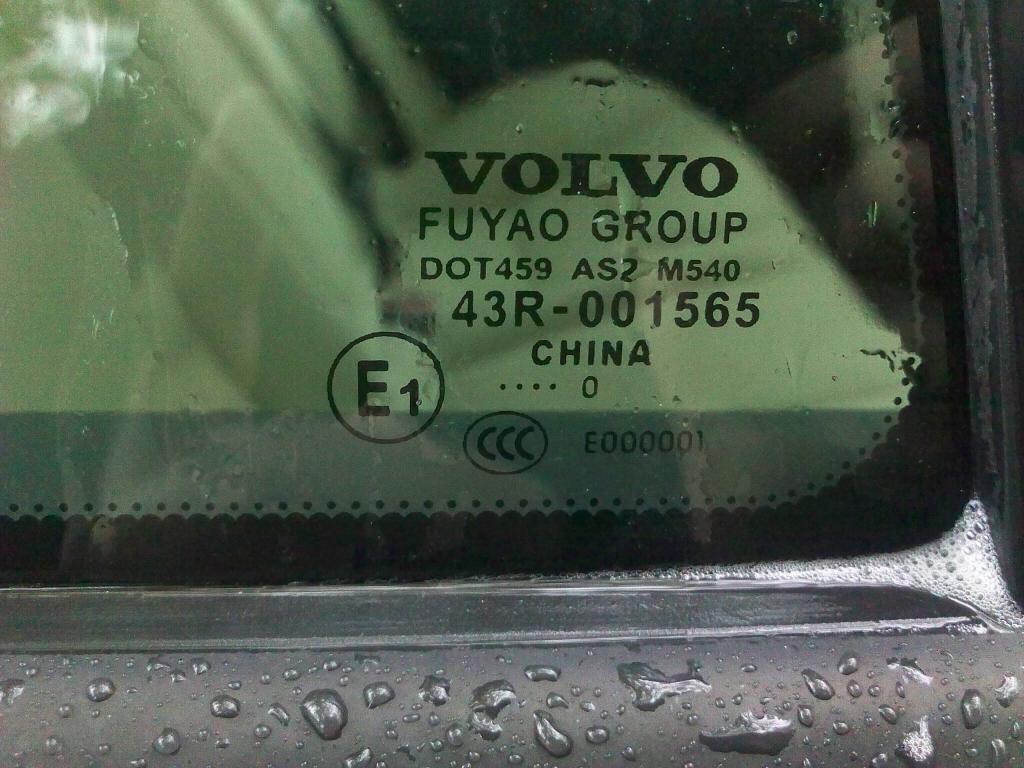 VOLVO
FUYAO GROUP
DOT459 AS2 M540
43R-001565
CHINA
E1 .... 0
CCC E000001